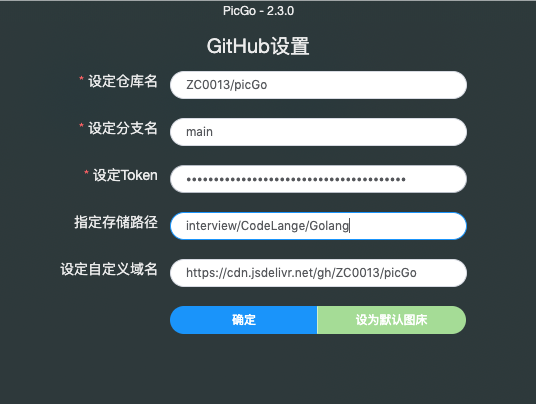 PicGo - 2.3.0
GitHub设置
* 设定仓库名 ZC0013/picGo
* 设定分支名 main
* 设定Token ••••••••••••••••••••••••••••••••••••••••
指定存储路径 interview/CodeLange/Golang
设定自定义域名 https://cdn.jsdelivr.net/gh/ZC0013/picGo
确定 设为默认图床